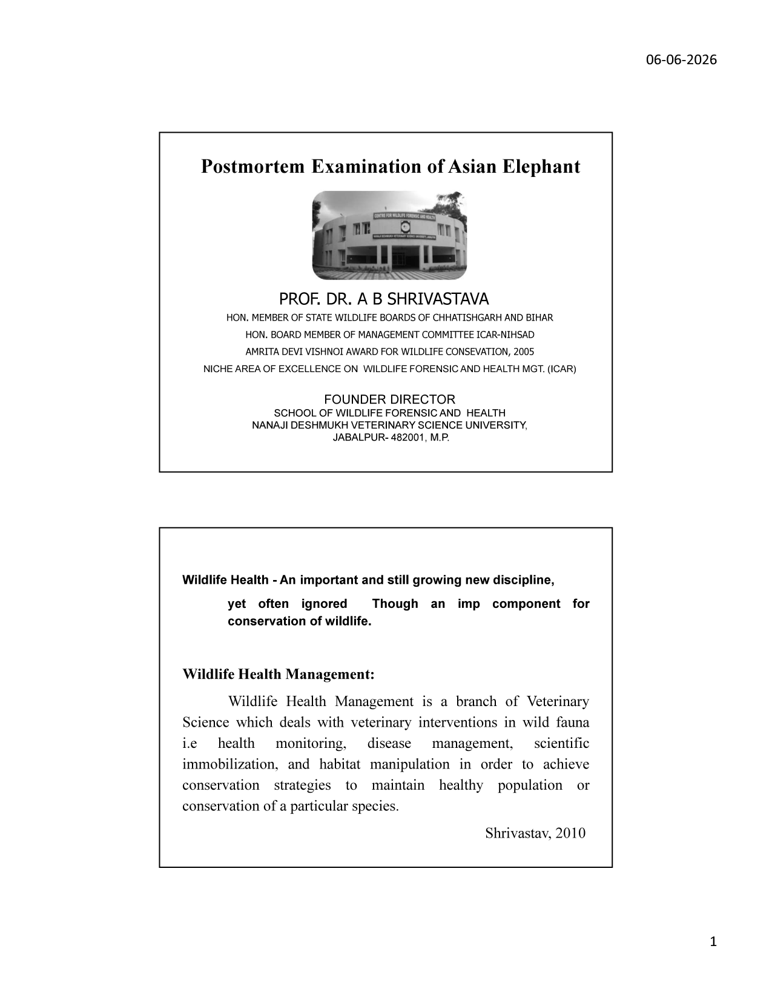 06-06-2026
Postmortem Examination of Asian Elephant
CENTRE FOR WILDLIFE FORENSIC AND HEALTH
NANAJI DESHMUKH VETERINARY SCIENCE UNIVERSITY, JABALPUR
PROF. DR. A B SHRIVASTAVA
HON. MEMBER OF STATE WILDLIFE BOARDS OF CHHATISHGARH AND BIHAR
HON. BOARD MEMBER OF MANAGEMENT COMMITTEE ICAR-NIHSAD
AMRITA DEVI VISHNOI AWARD FOR WILDLIFE CONSEVATION, 2005
NICHE AREA OF EXCELLENCE ON WILDLIFE FORENSIC AND HEALTH MGT. (ICAR)
FOUNDER DIRECTOR
SCHOOL OF WILDLIFE FORENSIC AND HEALTH
NANAJI DESHMUKH VETERINARY SCIENCE UNIVERSITY,
JABALPUR- 482001, M.P.
Wildlife Health - An important and still growing new discipline,
yet often ignored Though an imp component for
conservation of wildlife.
Wildlife Health Management:
Wildlife Health Management is a branch of Veterinary
Science which deals with veterinary interventions in wild fauna
i.e health monitoring, disease management, scientific
immobilization, and habitat manipulation in order to achieve
conservation strategies to maintain healthy population or
conservation of a particular species.
Shrivastav, 2010
1